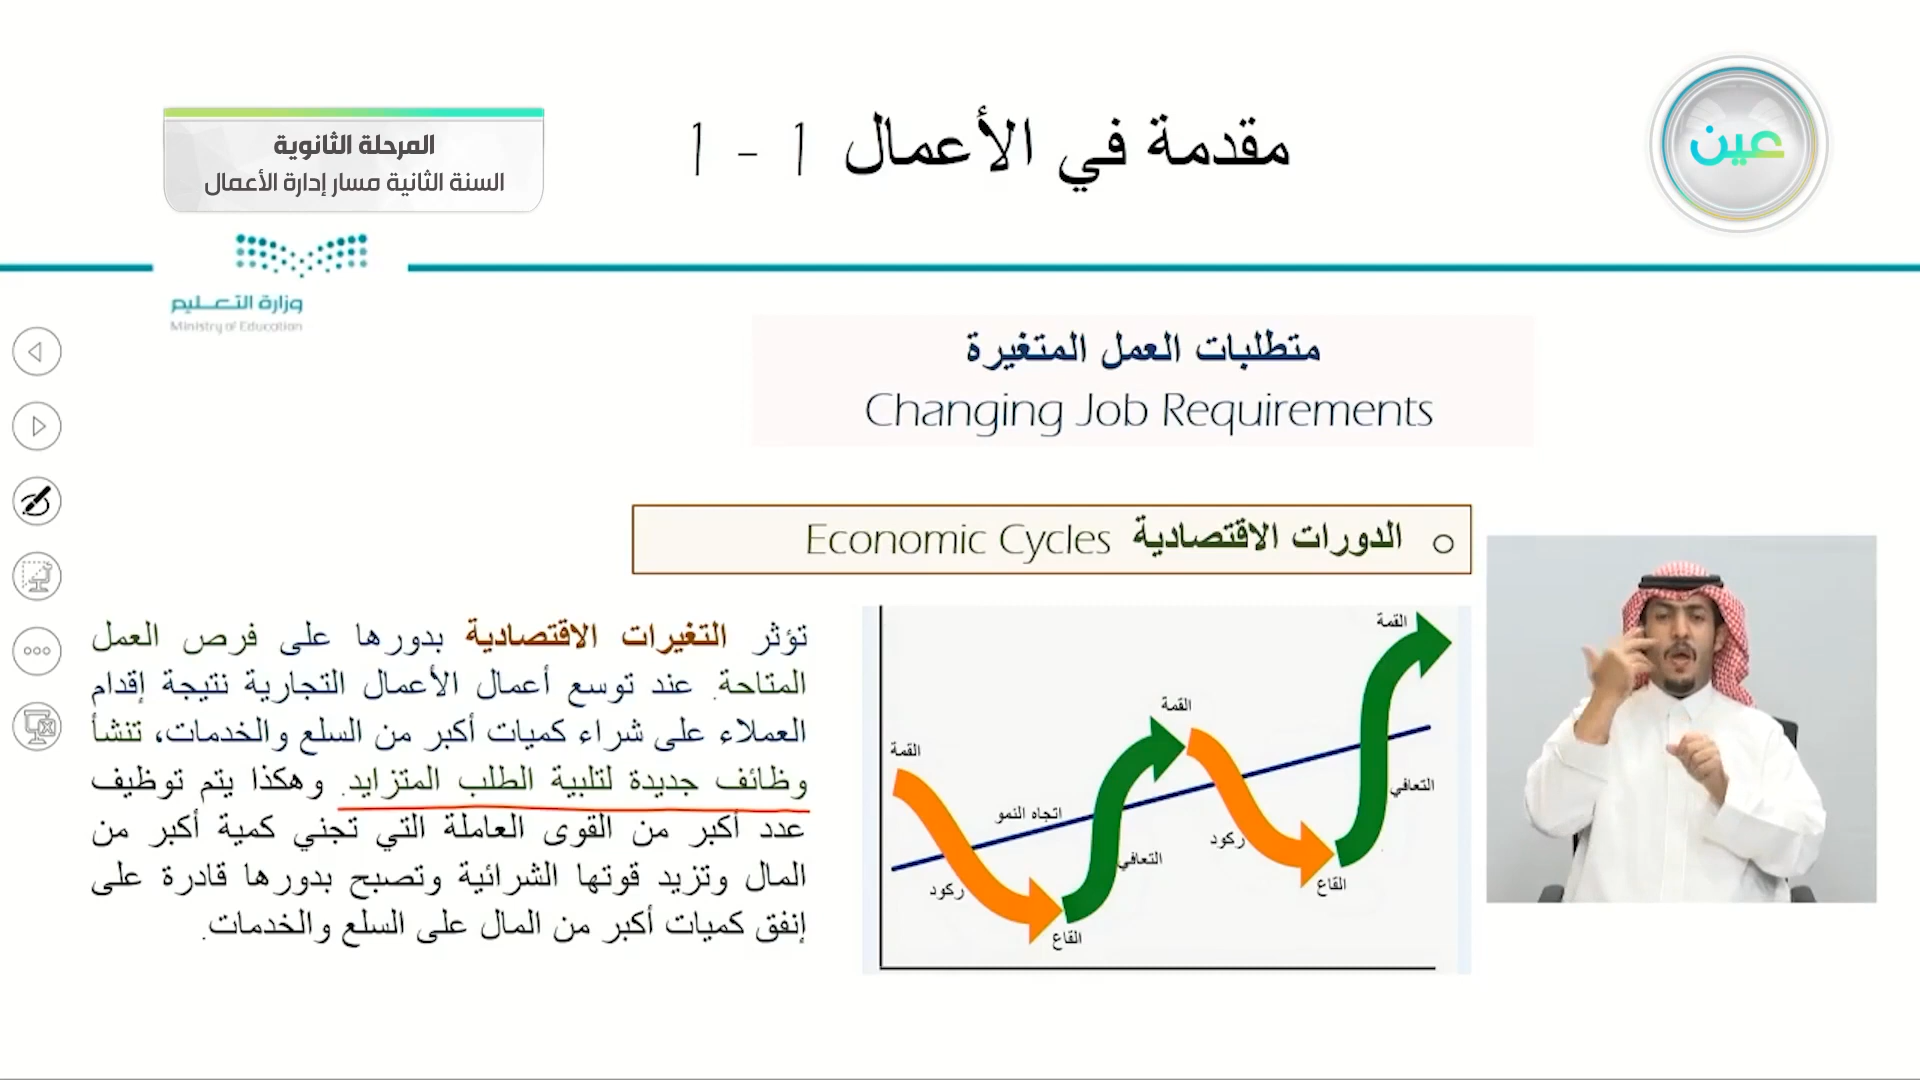 مقدمة في الأعمال 1 - 1
عين
المرحلة الثانوية
السنة الثانية مسار إدارة الأعمال
وزارة التعليم
Ministry of Education
متطلبات العمل المتغيرة
Changing Job Requirements
الدورات الاقتصادية Economic Cycles
تؤثر التغيرات الاقتصادية بدورها على فرص العمل
المتاحة. عند توسع أعمال الأعمال التجارية نتيجة إقدام
العملاء على شراء كميات أكبر من السلع والخدمات، تنشأ
وظائف جديدة لتلبية الطلب المتزايد. وهكذا يتم توظيف
عدد أكبر من القوى العاملة التي تجني كمية أكبر من
المال وتزيد قوتها الشرائية وتصبح بدورها قادرة على
إنفق كميات أكبر من المال على السلع والخدمات.
القمة
القمة
القمة
اتجاه النمو
التعافي
ركود
التعافي
ركود
القاع
القاع